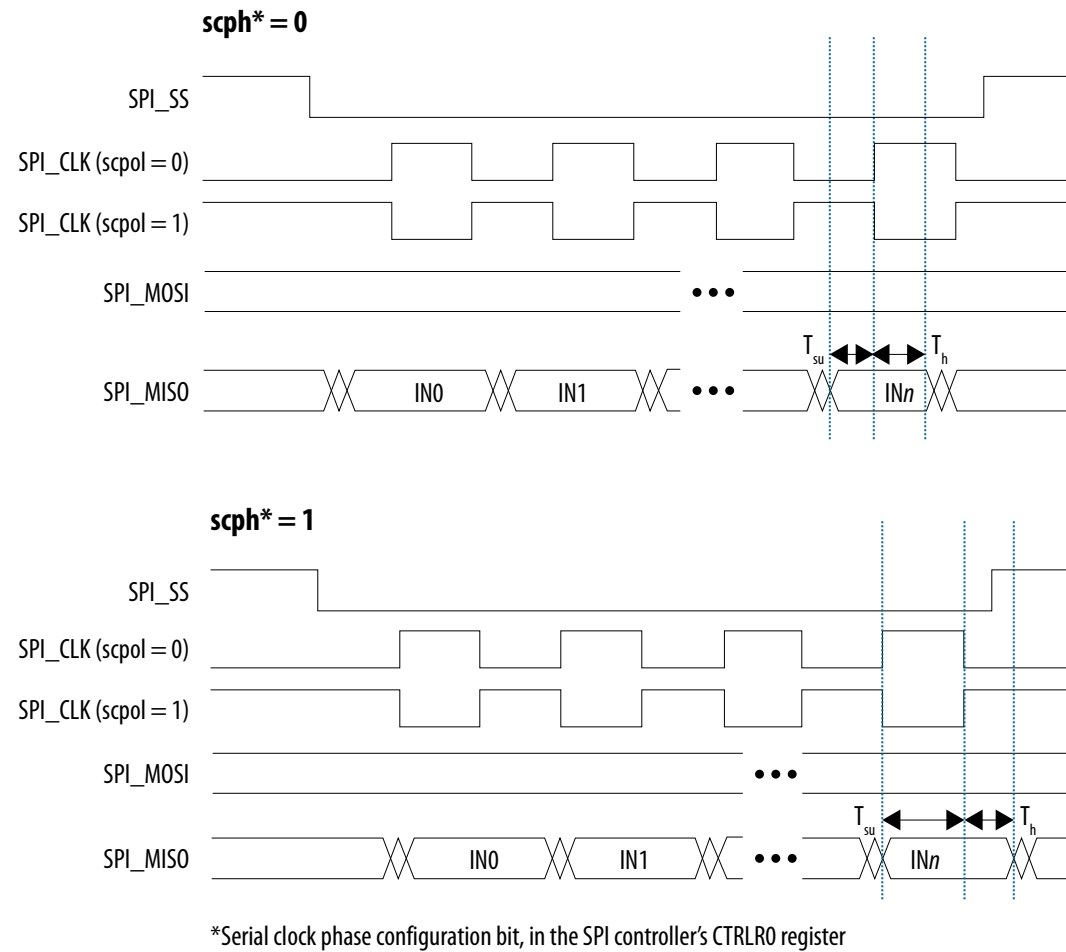 scph* = 0
SPI_SS
SPI_CLK (scpol = 0)
SPI_CLK (scpol = 1)
SPI_MOSI
Tsu Th
SPI_MISO IN0 IN1 INn
scph* = 1
SPI_SS
SPI_CLK (scpol = 0)
SPI_CLK (scpol = 1)
SPI_MOSI
Tsu Th
SPI_MISO IN0 IN1 INn
*Serial clock phase configuration bit, in the SPI controller's CTRLR0 register